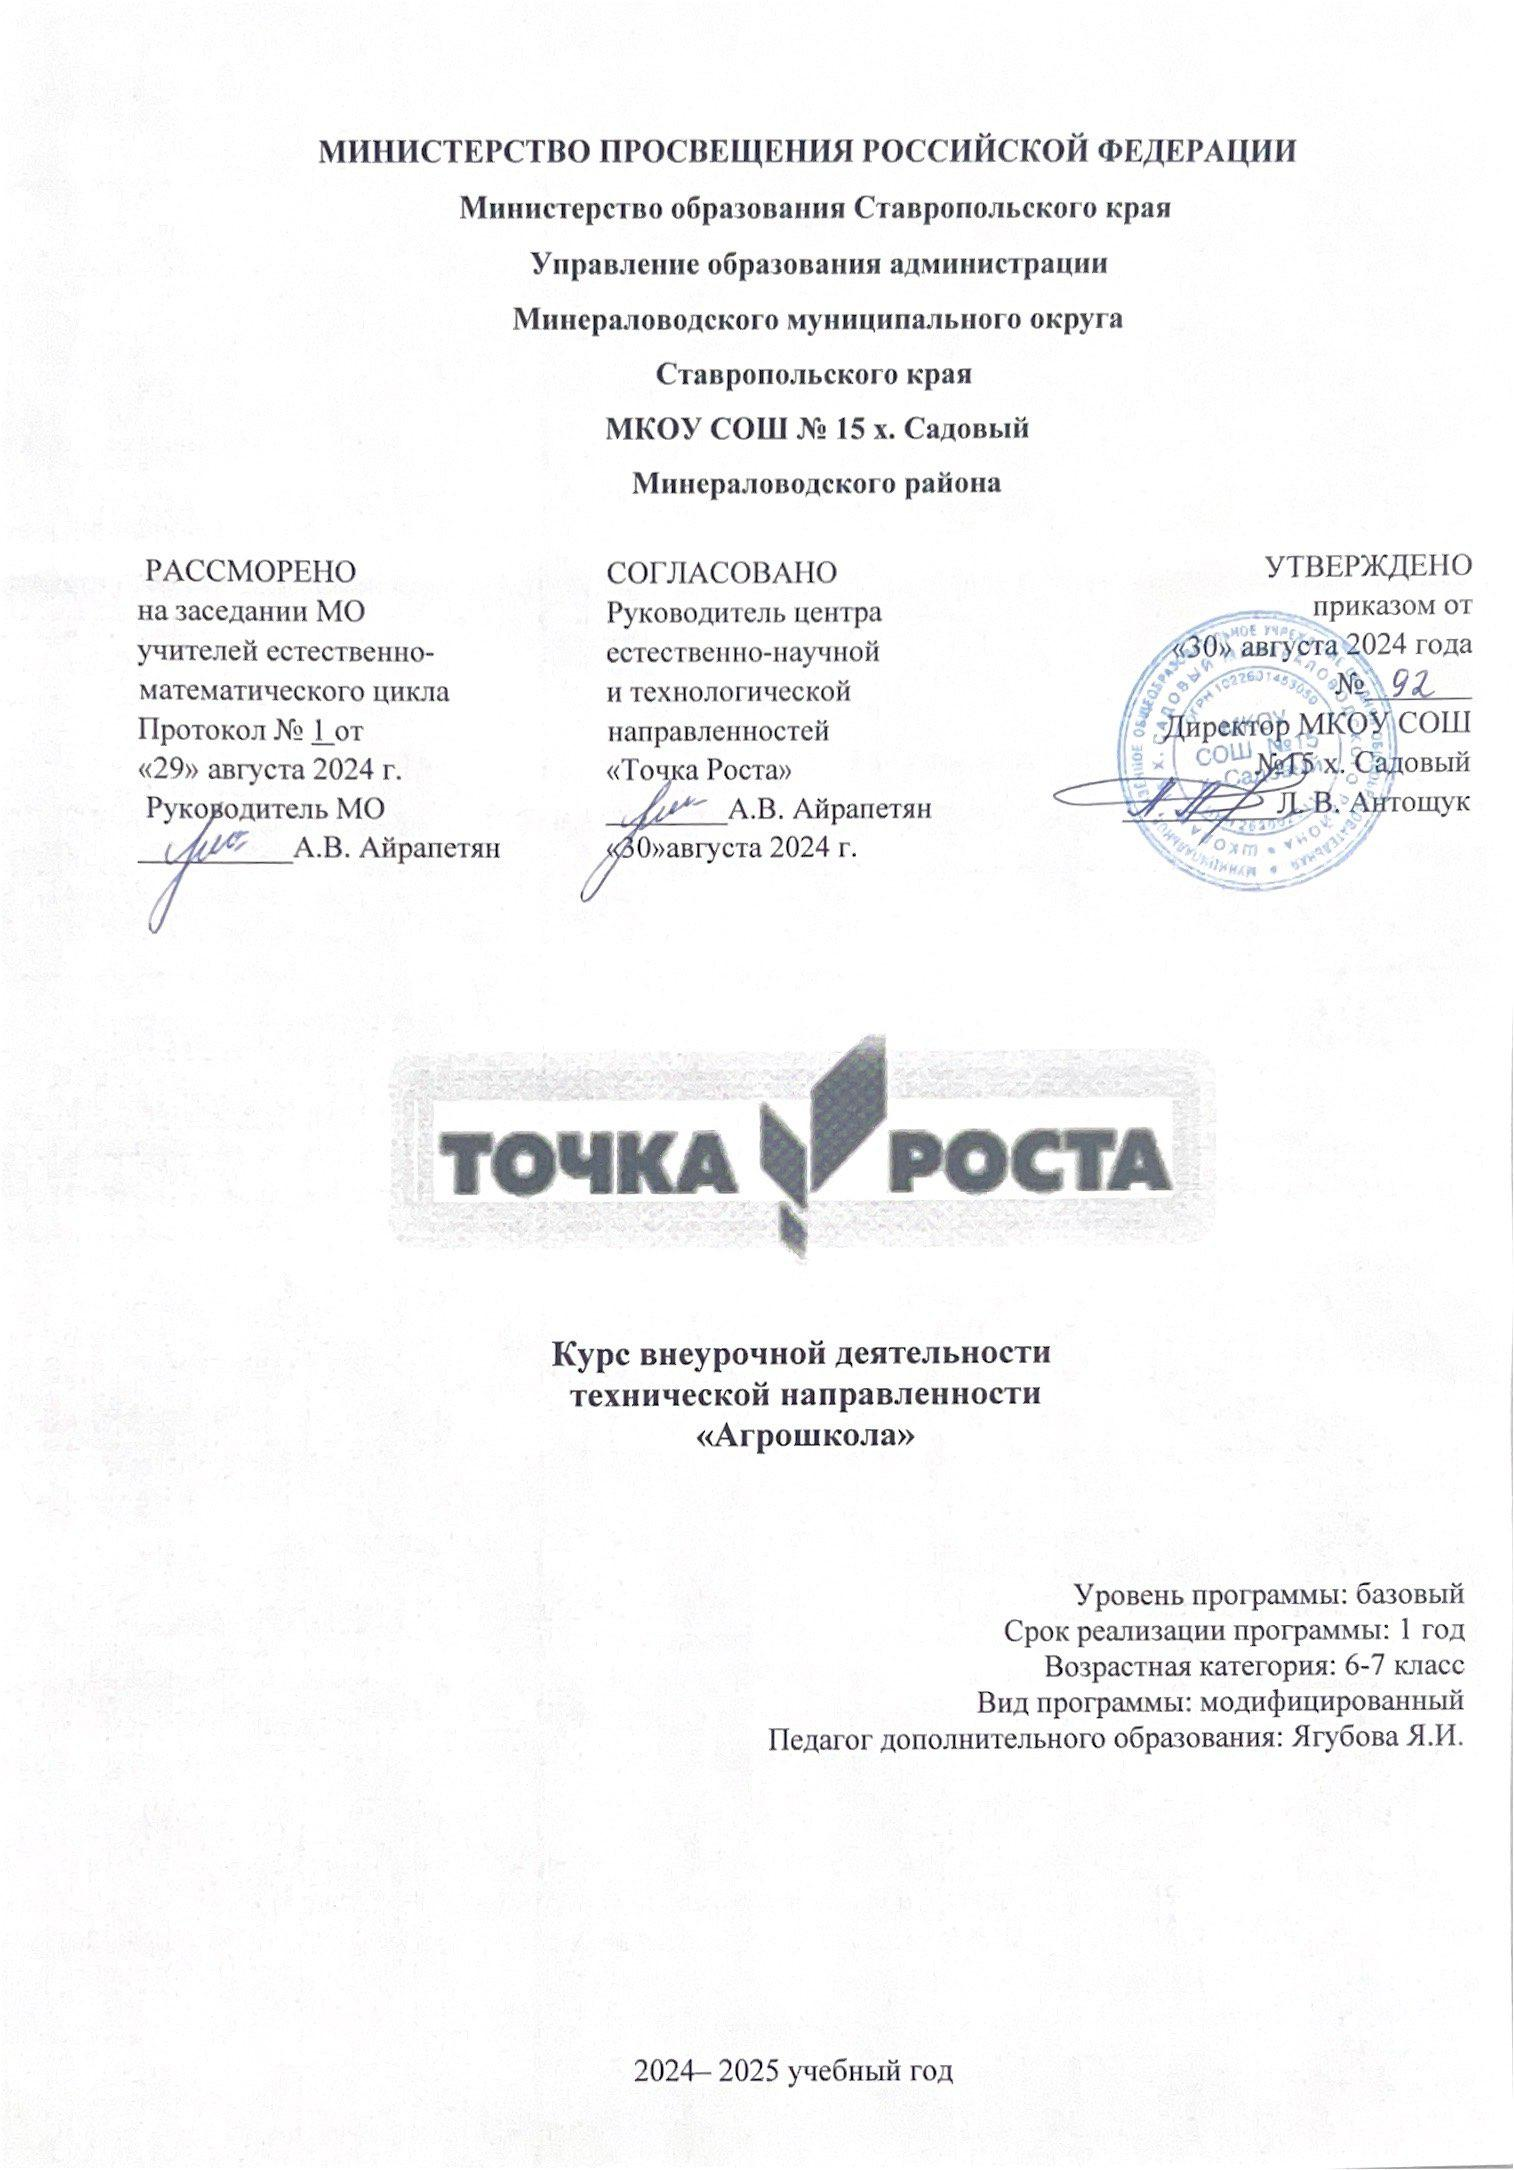 МИНИСТЕРСТВО ПРОСВЕЩЕНИЯ РОССИЙСКОЙ ФЕДЕРАЦИИ
Министерство образования Ставропольского края
Управление образования администрации
Минераловодского муниципального округа
Ставропольского края
МКОУ СОШ № 15 х. Садовый
Минераловодского района
РАССМОРЕНО
на заседании МО
учителей естественно-
математического цикла
Протокол № 1 от
«29» августа 2024 г.
Руководитель МО
А.В. Айрапетян
СОГЛАСОВАНО
Руководитель центра
естественно-научной
и технологической
направленностей
«Точка Роста»
А.В. Айрапетян
«30»августа 2024 г.
УТВЕРЖДЕНО
приказом от
«30» августа 2024 года
№ 92
Директор МКОУ СОШ
№15 х. Садовый
Л. В. Антощук
МКОУ
СОШ №15
ТОЧКА РОСТА
Курс внеурочной деятельности
технической направленности
«Агрошкола»
Уровень программы: базовый
Срок реализации программы: 1 год
Возрастная категория: 6-7 класс
Вид программы: модифицированный
Педагог дополнительного образования: Ягубова Я.И.
2024– 2025 учебный год